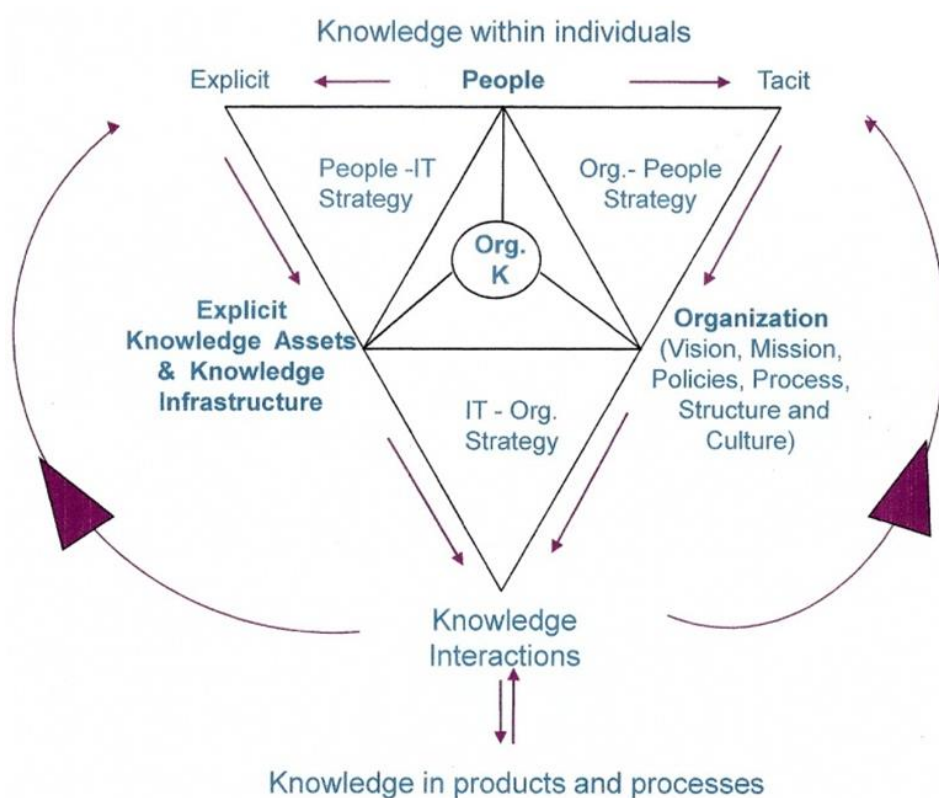 Knowledge within individuals
Explicit
People
Tacit
People -IT
Strategy
Org.- People
Strategy
Org.
K
Explicit
Knowledge Assets
& Knowledge
Infrastructure
Organization
(Vision, Mission,
Policies, Process,
Structure and
Culture)
IT - Org.
Strategy
Knowledge
Interactions
Knowledge in products and processes